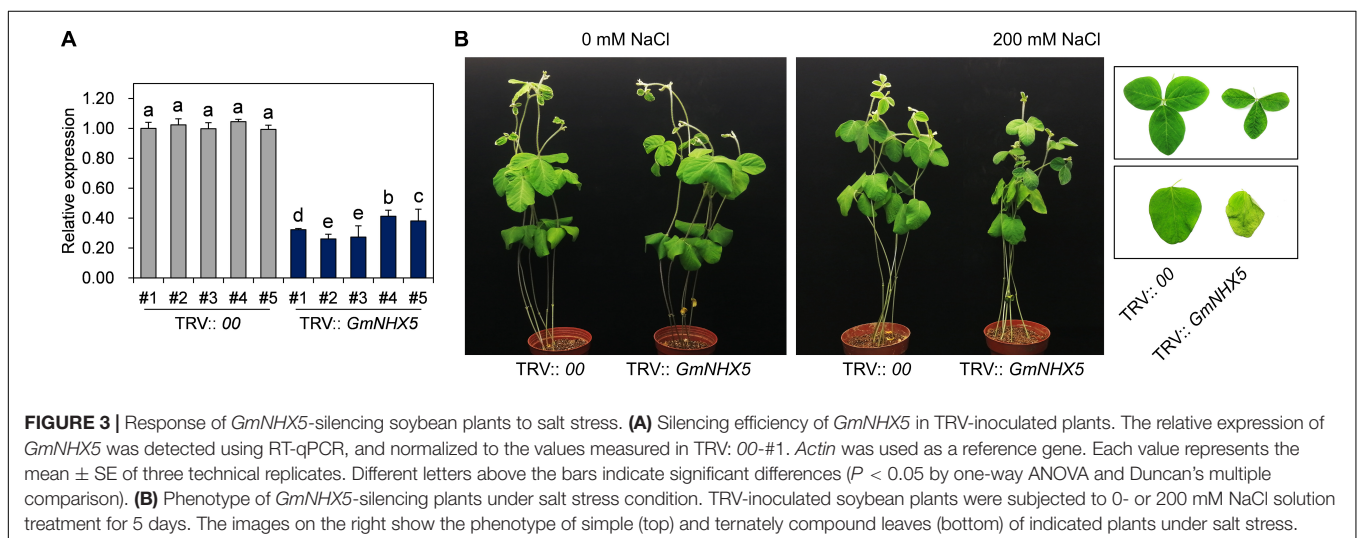 A
B
0 mM NaCl
200 mM NaCl
Relative expression
1.20
1.00
0.80
0.60
0.40
0.20
0.00
a a a a a d e e b c
#1 #2 #3 #4 #5 #1 #2 #3 #4 #5
TRV:: 00 TRV:: GmNHX5
TRV:: 00 TRV:: GmNHX5
TRV:: 00 TRV:: GmNHX5
TRV:: 00
TRV:: GmNHX5
FIGURE 3 | Response of GmNHX5-silencing soybean plants to salt stress. (A) Silencing efficiency of GmNHX5 in TRV-inoculated plants. The relative expression of
GmNHX5 was detected using RT-qPCR, and normalized to the values measured in TRV: 00-#1. Actin was used as a reference gene. Each value represents the
mean ± SE of three technical replicates. Different letters above the bars indicate significant differences (P < 0.05 by one-way ANOVA and Duncan's multiple
comparison). (B) Phenotype of GmNHX5-silencing plants under salt stress condition. TRV-inoculated soybean plants were subjected to 0- or 200 mM NaCl solution
treatment for 5 days. The images on the right show the phenotype of simple (top) and ternately compound leaves (bottom) of indicated plants under salt stress.